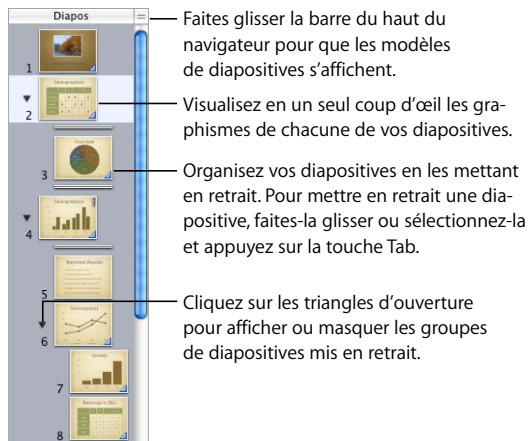 Diapos
Faites glisser la barre du haut du
navigateur pour que les modèles
de diapositives s’affichent.
1
2
Visualisez en un seul coup d’œil les gra-
phismes de chacune de vos diapositives.
3
Organisez vos diapositives en les mettant
en retrait. Pour mettre en retrait une dia-
positive, faites-la glisser ou sélectionnez-la
et appuyez sur la touche Tab.
4
Expected Results
5
Cliquez sur les triangles d’ouverture
pour afficher ou masquer les groupes
de diapositives mis en retrait.
6
Growth
7
8